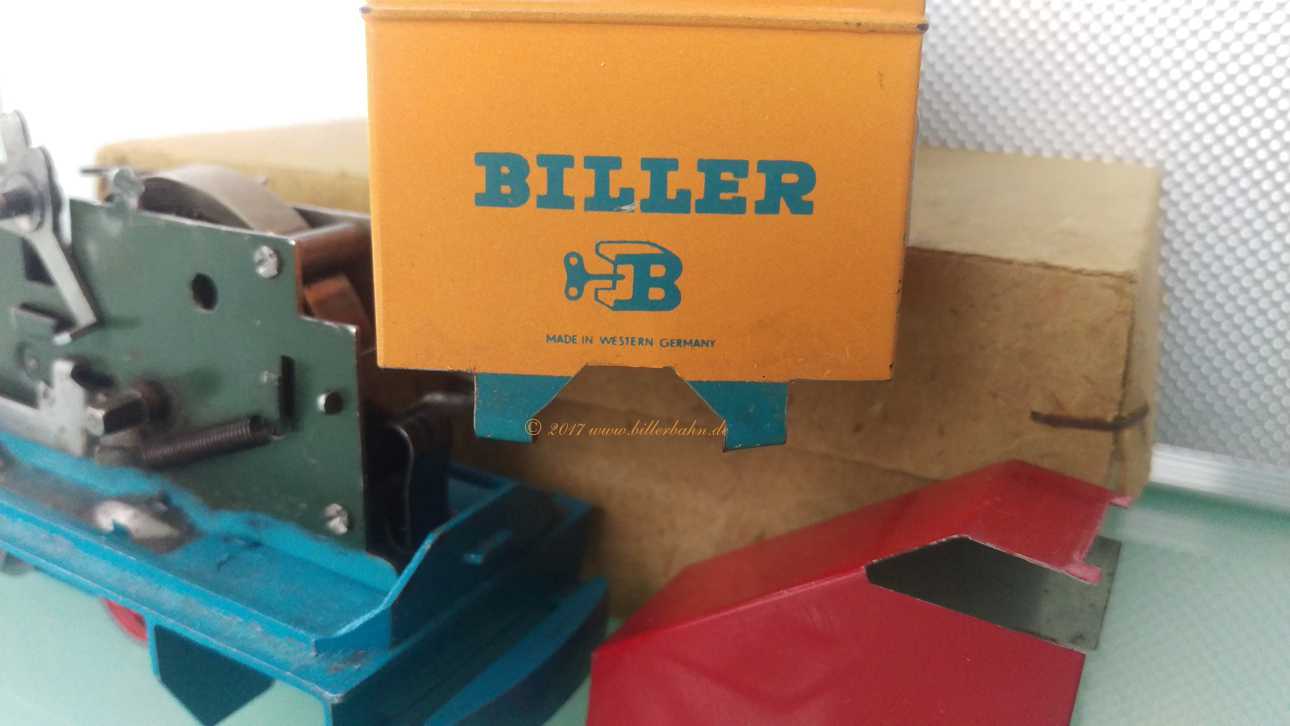 BILLER
B
MADE IN WESTERN GERMANY
© 2017 www.billerbahn.de